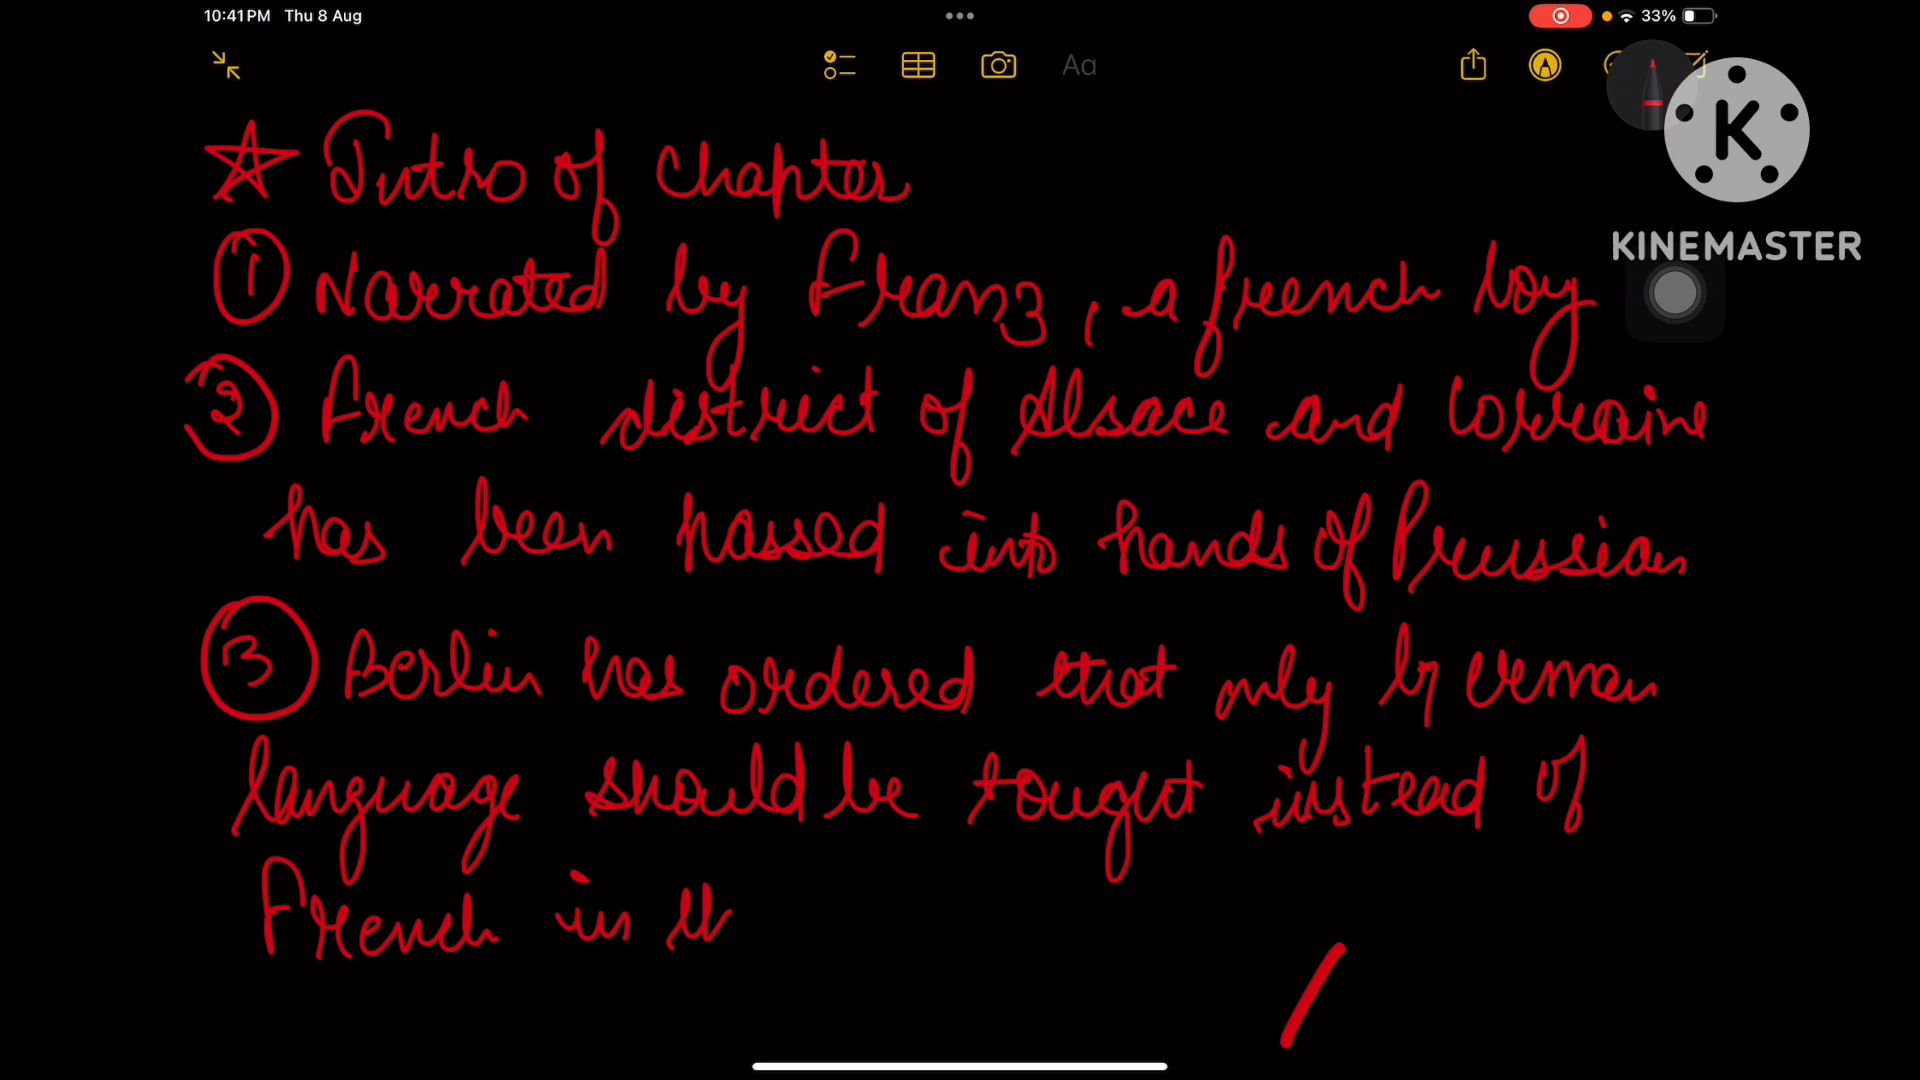 10:41 PM Thu 8 Aug
33%
Aa
K
KINEMASTER
Intro of chapter
1 Narrated by Franz, a french boy
2 French district of Alsace and Lorraine
has been passed into hands of Prussian
3 Berlin has ordered that only German
language should be tought instead of
French in